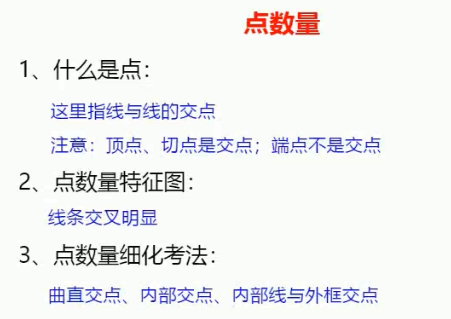 点数量
1、什么是点：
这里指线与线的交点
注意：顶点、切点是交点；端点不是交点
2、点数量特征图：
线条交叉明显
3、点数量细化考法：
曲直交点、内部交点、内部线与外框交点